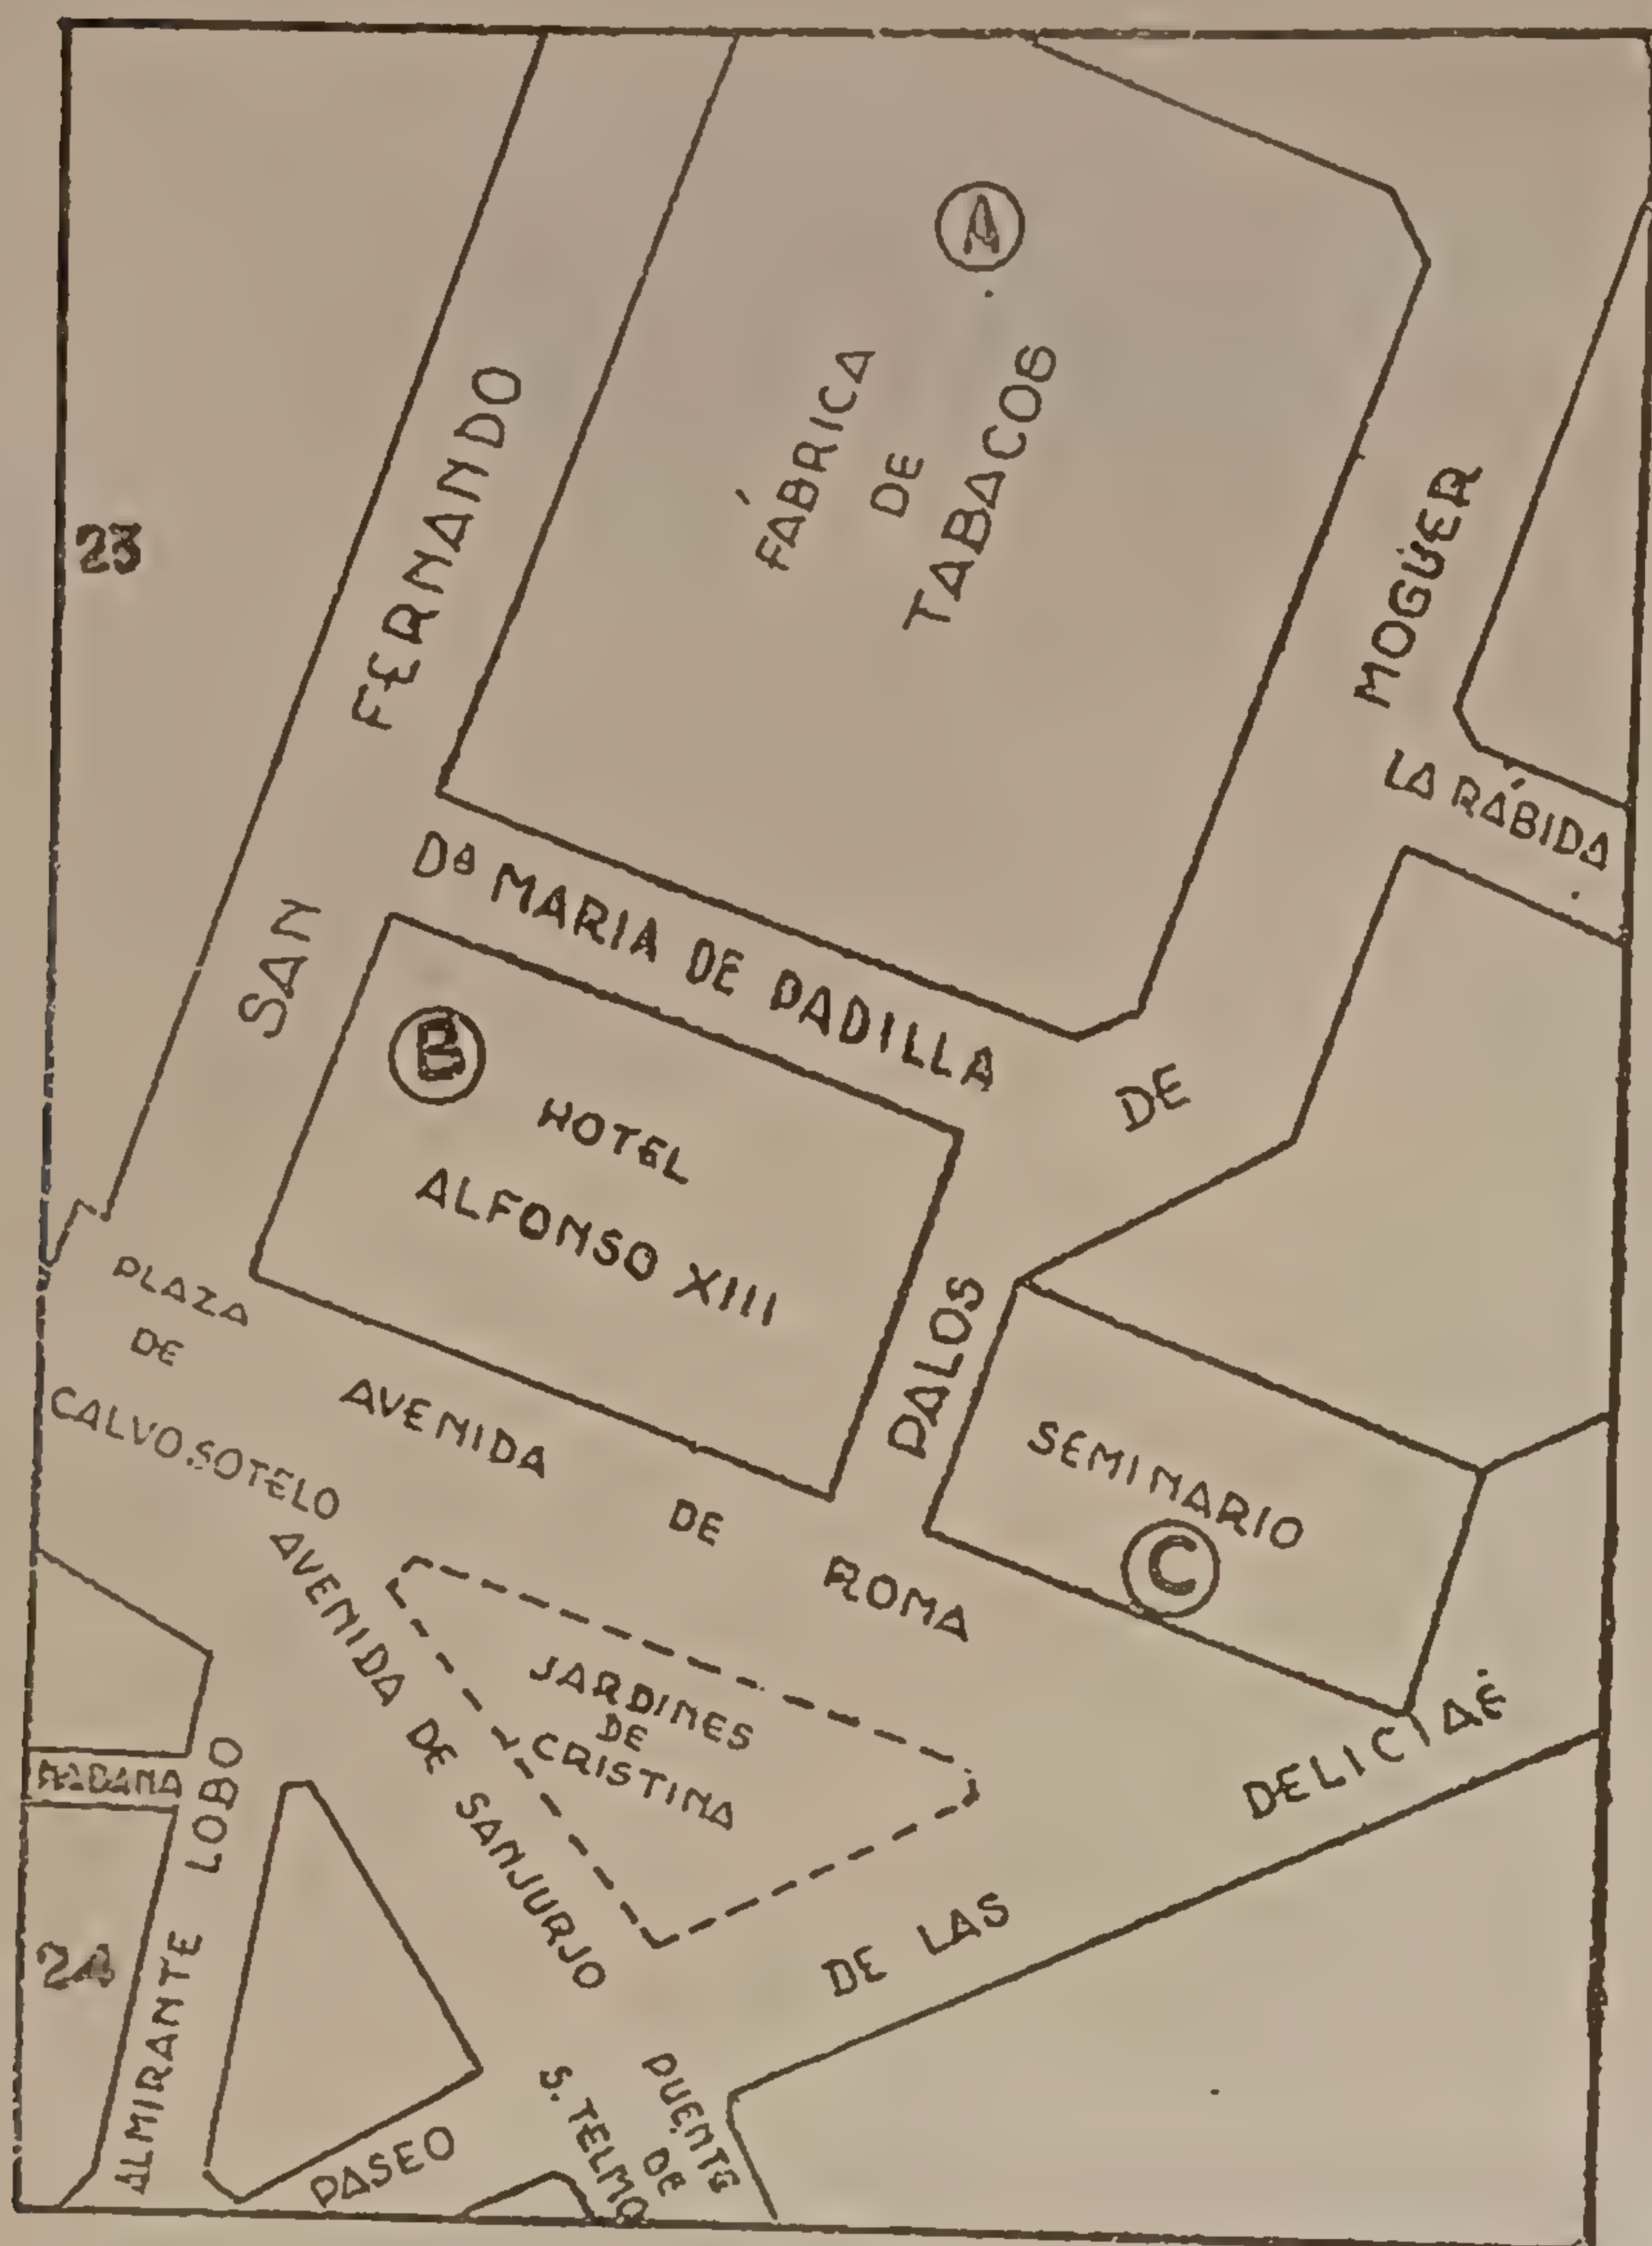 A
FÁBRICA
DE
TABACOS
SAN FERNANDO
23
MOGÜER
LA RÁBIDA
Dª MARIA DE PADILLA
DE
B
HOTEL
ALFONSO XIII
PALOS
PLAZA
DE
CALVO SOTELO
AVENIDA DE ROMA
SEMINARIO
C
AVENIDA DE SANJURJO
JARDINES
DE
CRISTINA
HABANA
ALMIRANTE LOBO
24
PASEO DE LAS DELICIAS
PUENTE
DE
S. TELMO